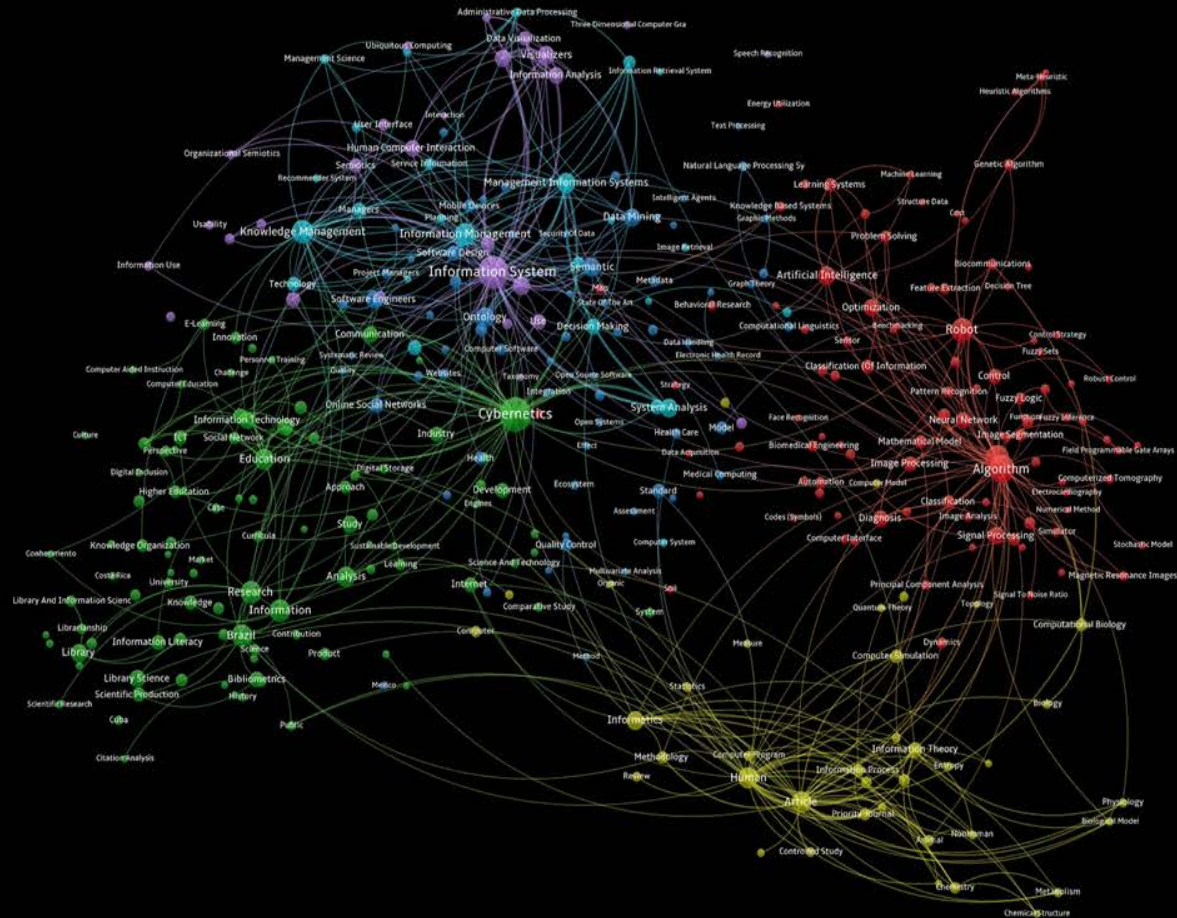 Administrative Data Processing
Three Dimensional Computer Gra
Data Visualization
Ubiquitous Computing
Visualizers
Speech Recognition
Management Science
Information Retrieval System
Information Analysis
Meta-Heuristic
Heuristic Algorithms
Energy Utilization
Interaction
User Interface
Text Processing
Human Computer Interaction
Organizational Semiotics
Semiotics
Service Information
Natural Language Processing Sy
Genetic Algorithm
Recommender System
Management Information Systems
Learning Systems
Machine Learning
Intelligent Agents
Structure Data
Managers
Mobile Devices
Knowledge Based Systems
Planning
Data Mining
Graphic Methods
Cost
Usability
Knowledge Management
Information Management
Security Of Data
Problem Solving
Image Retrieval
Software Design
Information Use
Project Managers
Information System
Semantic
Biocommunications
Technology
Metadata
Graph Theory
Artificial Intelligence
Map
Feature Extraction
Decision Tree
Software Engineers
State Of The Art
Behavioral Research
Optimization
Ontology
Use
E-Learning
Decision Making
Computational Linguistics
Benchmarking
Robot
Innovation
Communication
Sensor
Control Strategy
Data Handling
Computer Software
Systematic Review
Electronic Health Record
Fuzzy Sets
Personnel Training
Computer Aided Instruction
Challenge
Quality
Websites
Taxonomy
Open Source Software
Classification (Of Information
Control
Computer Education
Strategy
Robust Control
Integration
Pattern Recognition
Fuzzy Logic
Online Social Networks
System Analysis
Cybernetics
Information Technology
Open Systems
Model
Face Recognition
Neural Network
Function
Fuzzy Inference
Culture
ICT
Social Network
Industry
Health Care
Image Segmentation
Perspective
Effect
Data Acquition
Biomedical Engineering
Mathematical Model
Field Programmable Gate Arrays
Education
Health
Image Processing
Algorithm
Digital Inclusion
Digital Storage
Medical Computing
Computerized Tomography
Higher Education
Approach
Development
Ecosystem
Standard
Automation
Computer Model
Electrocardiography
Case
Engines
Classification
Numerical Method
Assessment
Codes (Symbols)
Diagnosis
Image Analysis
Study
Simulator
Curricula
Signal Processing
Computer Interface
Knowledge Organization
Sustainable Development
Quality Control
Computer System
Stochastic Model
Conhecimento
Market
Learning
Science And Technology
Multivariate Analysis
Costa Rica
University
Analysis
Internet
Organic
Soil
Principal Component Analysis
Magnetic Resonance Images
Research
Signal To Noise Ratio
Library And Information Scienc
Knowledge
Information
Comparative Study
System
Quantum Theory
Topology
Librarianship
Brazil
Contribution
Computer
Computational Biology
Information Literacy
Science
Measure
Dynamics
Library
Product
Method
Computer Simulation
Library Science
Bibliometrics
Mexico
Statistics
Scientific Production
History
Scientific Research
Biology
Cuba
Public
Informatics
Citation Analysis
Methodology
Computer Program
Information Theory
Review
Human
Information Process
Entropy
Article
Physiology
Priority Journal
Biological Model
Animal
Nonhuman
Controlled Study
Chemistry
Metabolism
Chemical Structure